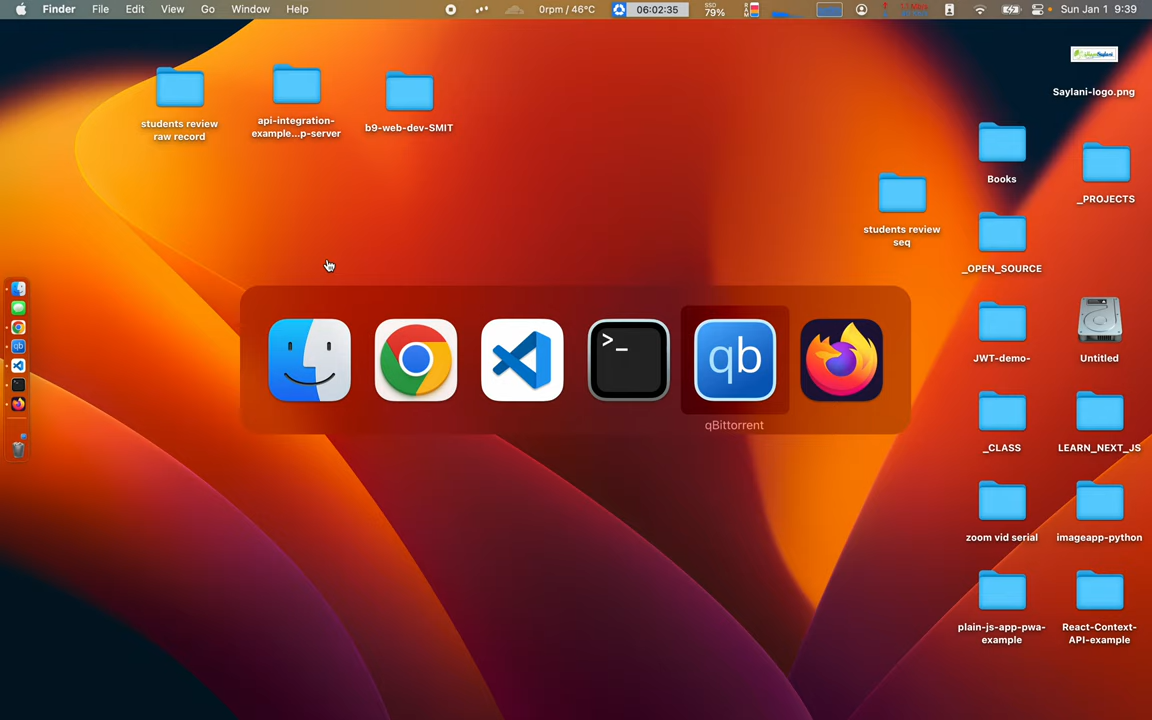 Finder File Edit View Go Window Help
0rpm / 46°C
06:02:35
SSD
79%
Sun Jan 1 9:39
Saylani-logo.png
students review
raw record
api-integration-
example...p-server
b9-web-dev-SMIT
Books
_PROJECTS
students review
seq
_OPEN_SOURCE
JWT-demo-
Untitled
>_
qb
qBittorrent
_CLASS
LEARN_NEXT_JS
zoom vid serial
imageapp-python
plain-js-app-pwa-
example
React-Context-
API-example